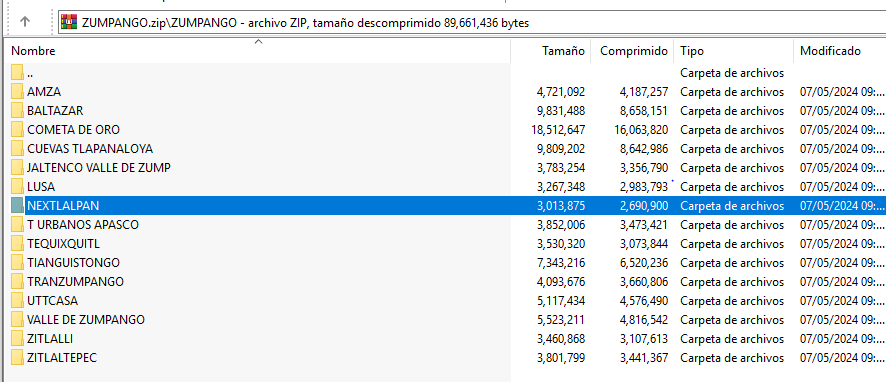 ZUMPANGO.zip\ZUMPANGO - archivo ZIP, tamaño descomprimido 89,661,436 bytes
Nombre Tamaño Comprimido Tipo Modificado
.. Carpeta de archivos
AMZA 4,721,092 4,187,257 Carpeta de archivos 07/05/2024 09:...
BALTAZAR 9,831,488 8,658,151 Carpeta de archivos 07/05/2024 09:...
COMETA DE ORO 18,512,647 16,063,820 Carpeta de archivos 07/05/2024 09:...
CUEVAS TLAPANALOYA 9,809,202 8,642,986 Carpeta de archivos 07/05/2024 09:...
JALTENCO VALLE DE ZUMP 3,783,254 3,356,790 Carpeta de archivos 07/05/2024 09:...
LUSA 3,267,348 2,983,793 Carpeta de archivos 07/05/2024 09:...
NEXTLALPAN 3,013,875 2,690,900 Carpeta de archivos 07/05/2024 09:...
T URBANOS APASCO 3,852,006 3,473,421 Carpeta de archivos 07/05/2024 09:...
TEQUIXQUITL 3,530,320 3,073,844 Carpeta de archivos 07/05/2024 09:...
TIANGUISTONGO 7,343,216 6,520,236 Carpeta de archivos 07/05/2024 09:...
TRANZUMPANGO 4,093,676 3,660,806 Carpeta de archivos 07/05/2024 09:...
UTTCASA 5,117,434 4,576,490 Carpeta de archivos 07/05/2024 09:...
VALLE DE ZUMPANGO 5,523,211 4,816,542 Carpeta de archivos 07/05/2024 09:...
ZITLALLI 3,460,868 3,107,613 Carpeta de archivos 07/05/2024 09:...
ZITLALTEPEC 3,801,799 3,441,367 Carpeta de archivos 07/05/2024 09:...